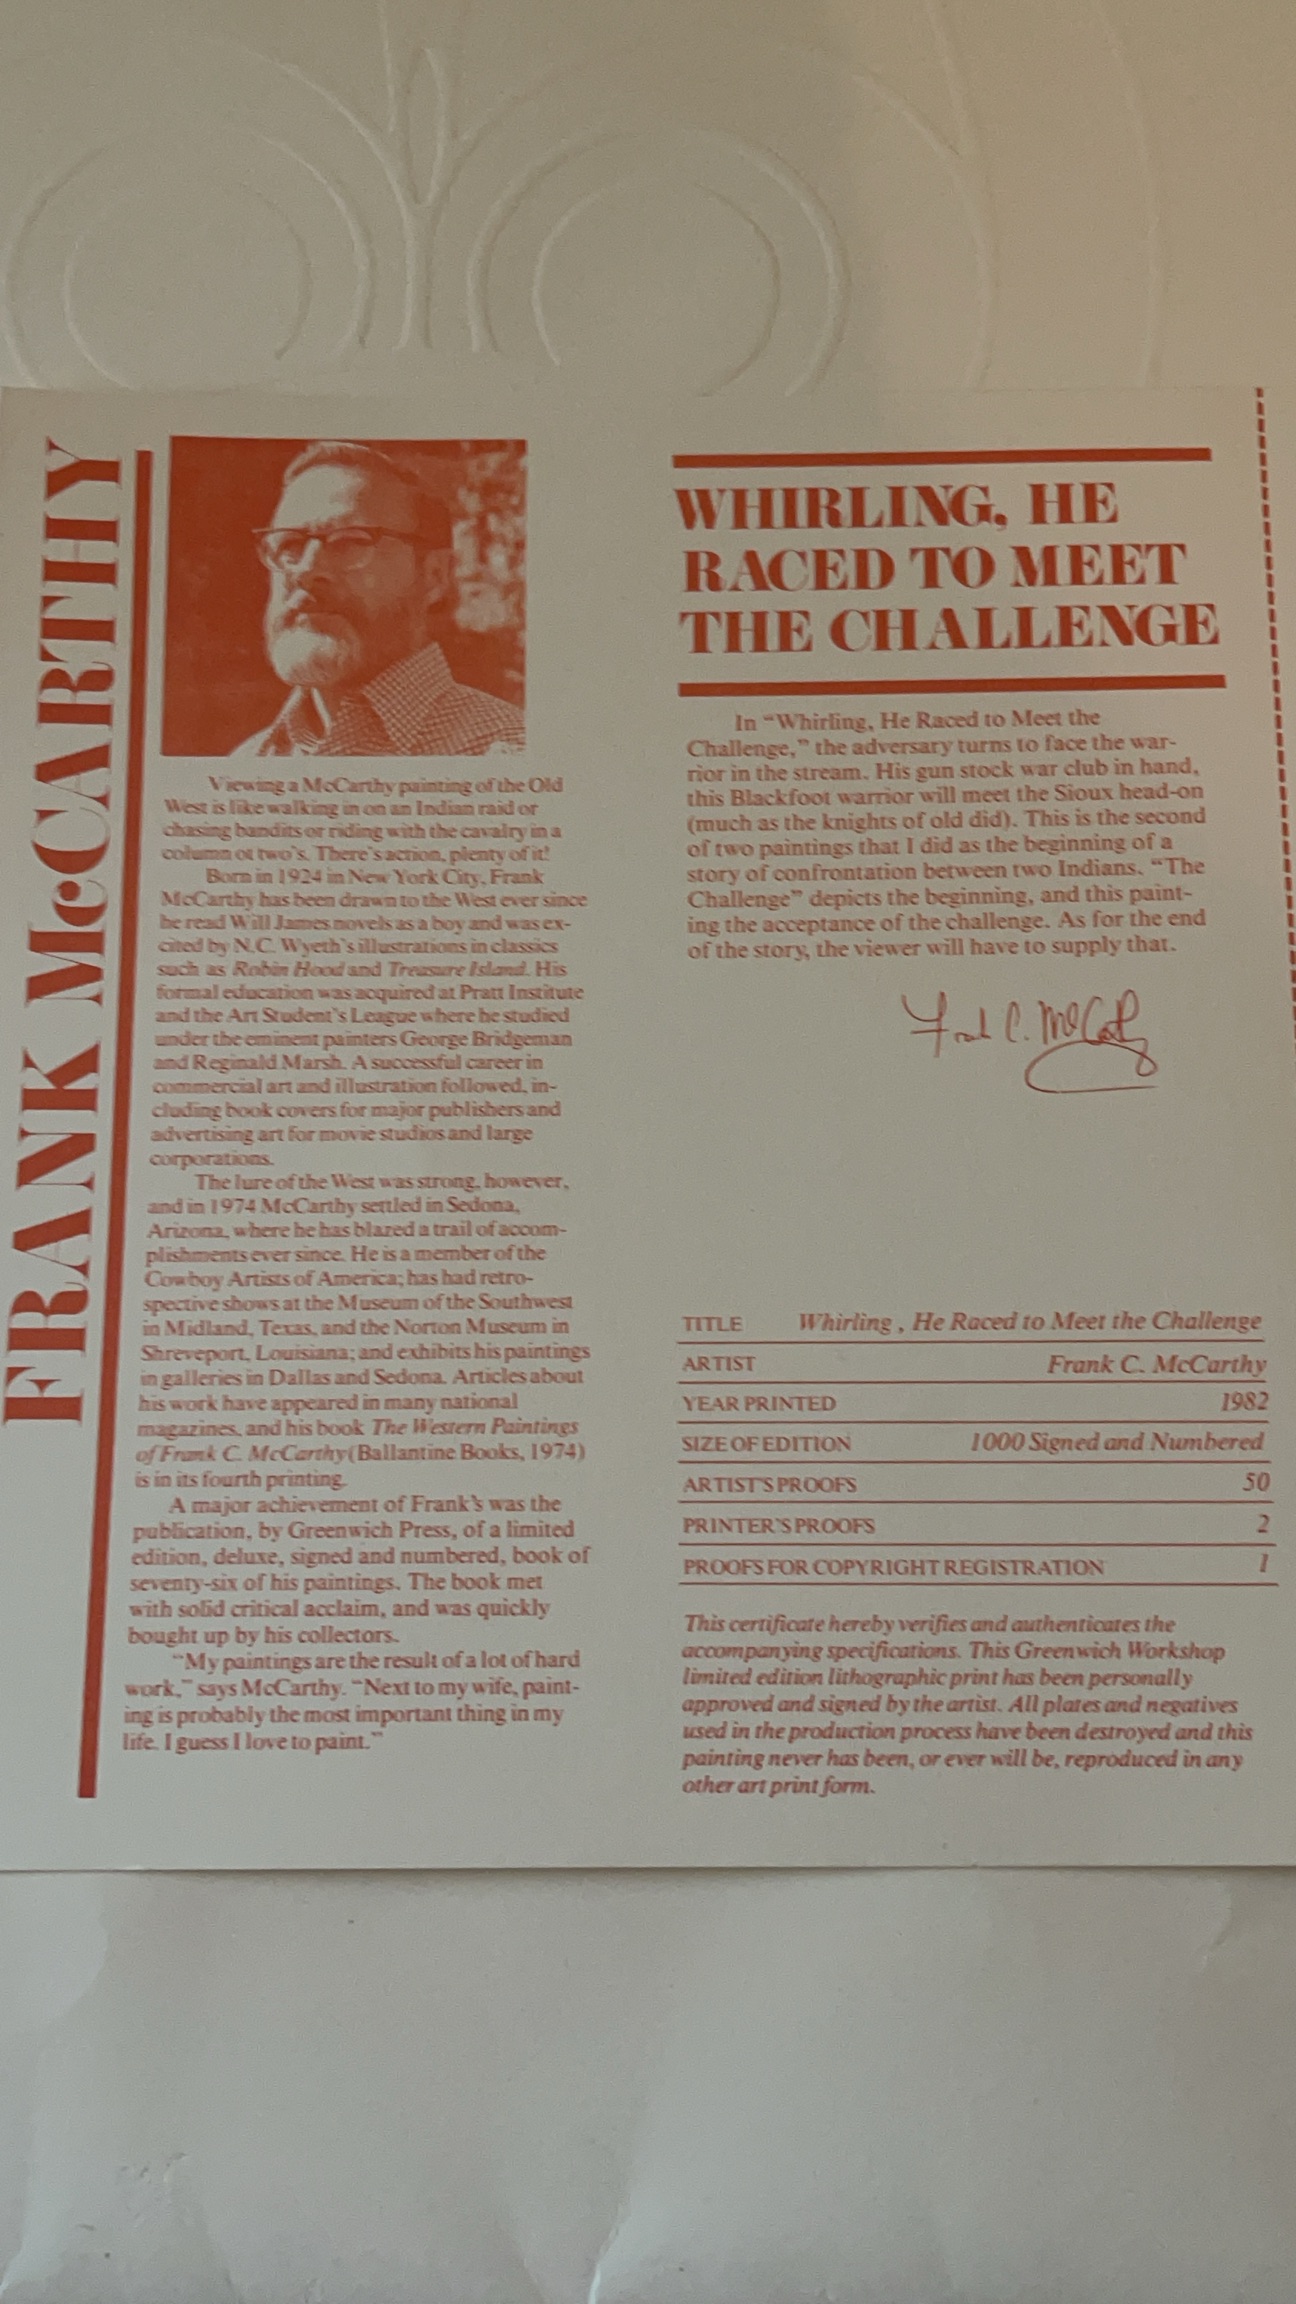 FRANK McCARTHY
Viewing a McCarthy painting of the Old
West is like walking in on an Indian raid or
chasing bandits or riding with the cavalry in a
column of two's. There's action, plenty of it!
Born in 1924 in New York City, Frank
McCarthy has been drawn to the West ever since
he read Will James novels as a boy and was ex-
cited by N.C. Wyeth's illustrations in classics
such as Robin Hood and Treasure Island. His
formal education was acquired at Pratt Institute
and the Art Student's League where he studied
under the eminent painters George Bridgeman
and Reginald Marsh. A successful career in
commercial art and illustration followed, in-
cluding book covers for major publishers and
advertising art for movie studios and large
corporations.
The lure of the West was strong, however,
and in 1974 McCarthy settled in Sedona,
Arizona, where he has blazed a trail of accom-
plishments ever since. He is a member of the
Cowboy Artists of America; has had retro-
spective shows at the Museum of the Southwest
in Midland, Texas, and the Norton Museum in
Shreveport, Louisiana; and exhibits his paintings
in galleries in Dallas and Sedona. Articles about
his work have appeared in many national
magazines, and his book The Western Paintings
of Frank C. McCarthy (Ballantine Books, 1974)
is in its fourth printing.
A major achievement of Frank's was the
publication, by Greenwich Press, of a limited
edition, deluxe, signed and numbered, book of
seventy-six of his paintings. The book met
with solid critical acclaim, and was quickly
bought up by his collectors.
"My paintings are the result of a lot of hard
work," says McCarthy. "Next to my wife, paint-
ing is probably the most important thing in my
life. I guess I love to paint."
WHIRLING, HE
RACED TO MEET
THE CHALLENGE
In "Whirling, He Raced to Meet the
Challenge," the adversary turns to face the war-
rior in the stream. His gun stock war club in hand,
this Blackfoot warrior will meet the Sioux head-on
(much as the knights of old did). This is the second
of two paintings that I did as the beginning of a
story of confrontation between two Indians. "The
Challenge" depicts the beginning, and this paint-
ing the acceptance of the challenge. As for the end
of the story, the viewer will have to supply that.
Frank C. McCarthy
TITLE Whirling , He Raced to Meet the Challenge
ARTIST Frank C. McCarthy
YEAR PRINTED 1982
SIZE OF EDITION 1000 Signed and Numbered
ARTIST'S PROOFS 50
PRINTER'S PROOFS 2
PROOFS FOR COPYRIGHT REGISTRATION 1
This certificate hereby verifies and authenticates the
accompanying specifications. This Greenwich Workshop
limited edition lithographic print has been personally
approved and signed by the artist. All plates and negatives
used in the production process have been destroyed and this
painting never has been, or ever will be, reproduced in any
other art print form.